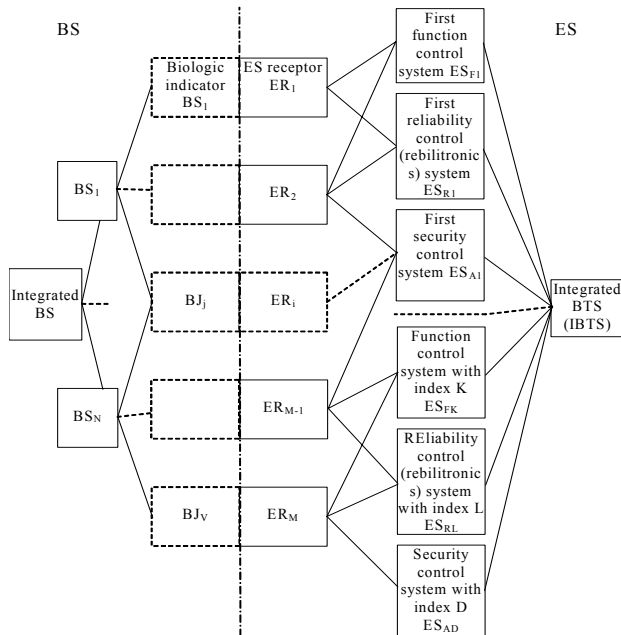 BS
ES
First
function
control
system ES_F1
Biologic
indicator
BS_1
ES receptor
ER_1
First
reliability
control
(rebilitronic
s) system
ES_R1
BS_1
ER_2
First
security
control
system ES_A1
Integrated
BS
BJ_j
ER_i
Integrated
BTS
(IBTS)
Function
control
system with
index K
ES_FK
BS_N
ER_M-1
REliability
control
(rebilitronic
s) system
with index L
ES_RL
BJ_V
ER_M
Security
control
system with
index D
ES_AD